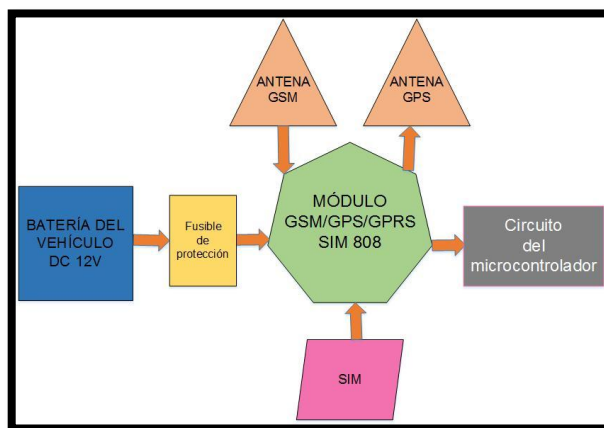 ANTENA
GSM
ANTENA
GPS
BATERÍA DEL
VEHÍCULO
DC 12V
Fusible
de
protección
MÓDULO
GSM/GPS/GPRS
SIM 808
Circuito
del
microcontrolador
SIM